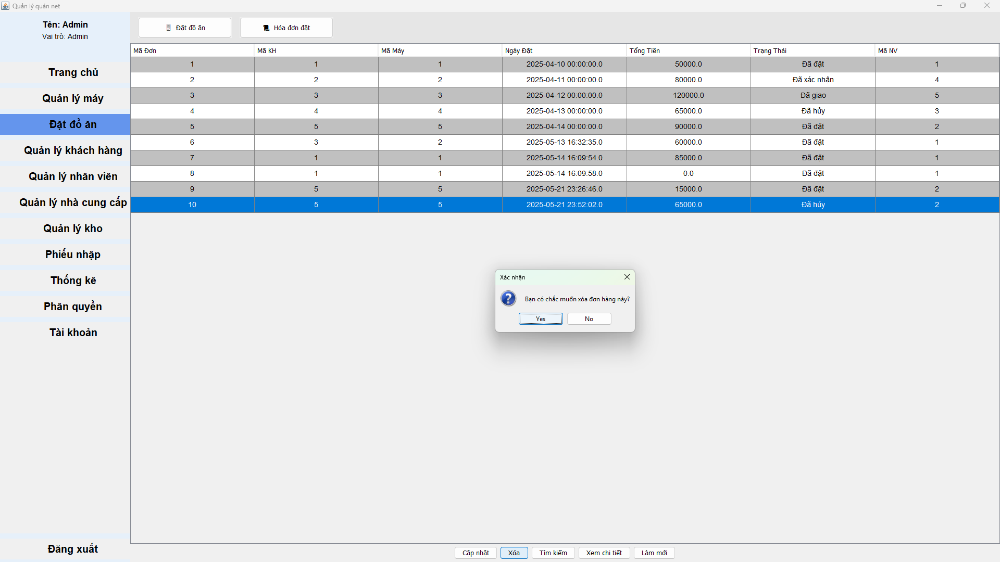 Quản lý quán net
Tên: Admin
Vai trò: Admin
Trang chủ
Quản lý máy
Đặt đồ ăn
Quản lý khách hàng
Quản lý nhân viên
Quản lý nhà cung cấp
Quản lý kho
Phiếu nhập
Thống kê
Phân quyền
Tài khoản
Đăng xuất
Đặt đồ ăn Hóa đơn đặt
Mã Đơn Mã KH Mã Máy Ngày Đặt Tổng Tiền Trạng Thái Mã NV
1 1 1 2025-04-10 00:00:00.0 50000.0 Đã đặt 1
2 2 2 2025-04-11 00:00:00.0 80000.0 Đã xác nhận 4
3 3 3 2025-04-12 00:00:00.0 120000.0 Đã giao 5
4 4 4 2025-04-13 00:00:00.0 65000.0 Đã hủy 3
5 5 5 2025-04-14 00:00:00.0 90000.0 Đã đặt 2
6 3 2 2025-05-13 16:32:35.0 60000.0 Đã đặt 1
7 1 1 2025-05-14 16:09:54.0 85000.0 Đã đặt 1
8 1 1 2025-05-14 16:09:58.0 0.0 Đã đặt 1
9 5 5 2025-05-21 23:26:46.0 15000.0 Đã đặt 2
10 5 5 2025-05-21 23:52:02.0 65000.0 Đã hủy 2
Xác nhận
Bạn có chắc muốn xóa đơn hàng này?
Yes No
Cập nhật Xóa Tìm kiếm Xem chi tiết Làm mới